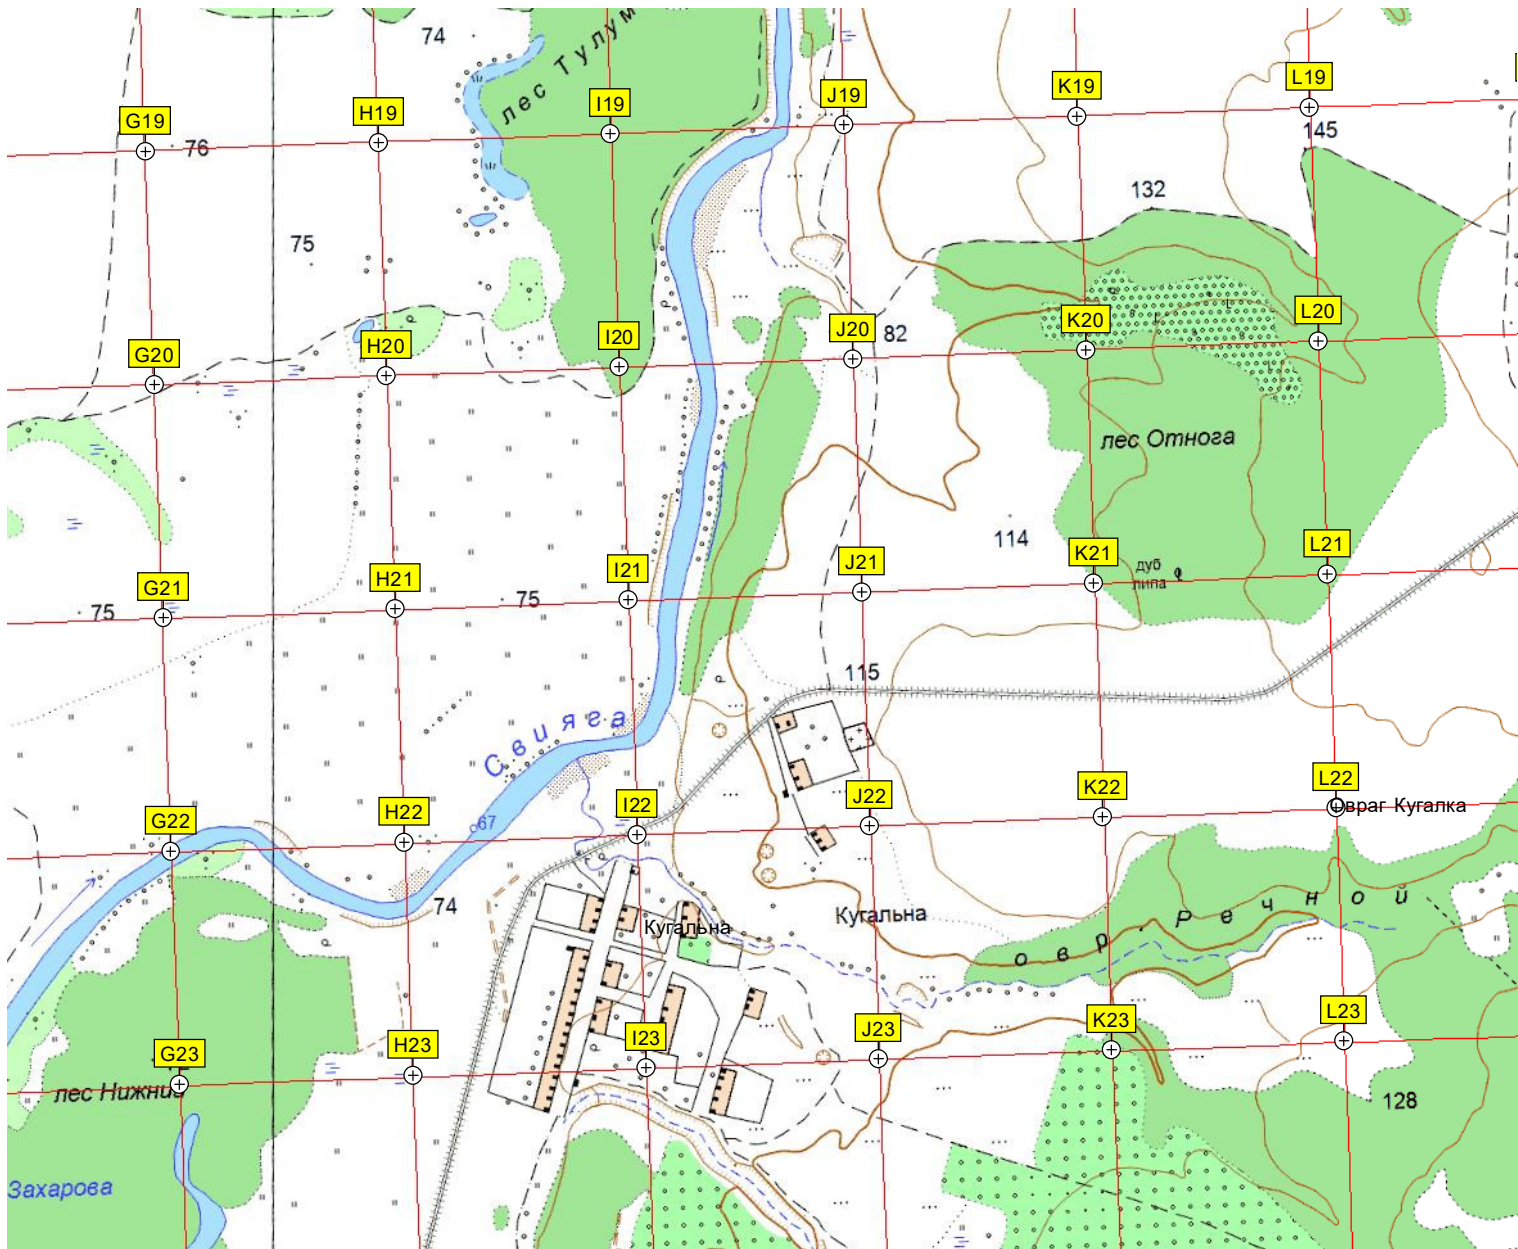 74
лес Тулум
K19
L19
J19
I19
H19
G19
76
145
132
75
K20
L20
J20
82
I20
H20
G20
лес Отнога
114
K21
L21
дуб
липа
J21
I21
H21
G21
75
75
115
Свияга
L22
Овраг Кугалка
K22
J22
I22
H22
G22
67
74
Кугальна
Кугальна
овр. Речной
L23
K23
J23
I23
H23
G23
лес Нижний
128
Захарова